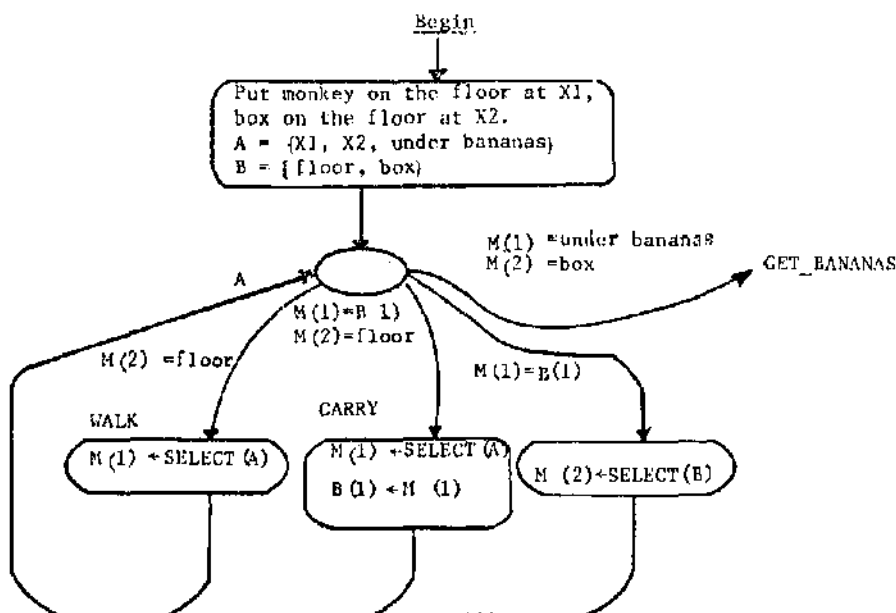 Begin
Put monkey on the floor at X1,
box on the floor at X2.
A = {X1, X2, under bananas}
B = {floor, box}
M(1) =under bananas
M(2) =box
GET_BANANAS
A
M(1)=B 1)
M(2)=floor
M(2) =floor
M(1)=B(1)
WALK
CARRY
M(1) ←SELECT(A)
M(1) ←SELECT(A)
B(1) ← M (1)
M (2)←SELECT(B)